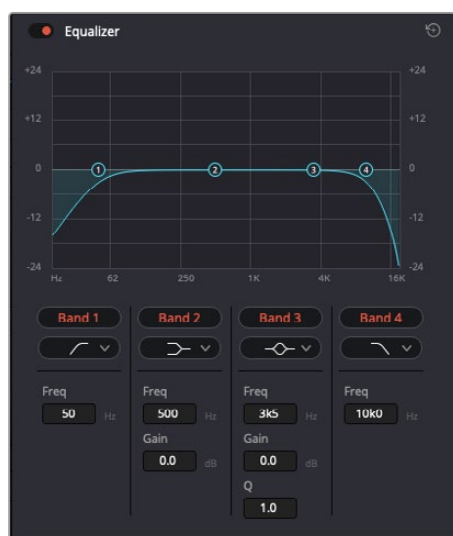 Equalizer
+24 +24
+12 +12
0 1 2 3 4 0
-12 -12
-24 -24
Hz 62 250 1K 4K 16K
Band 1 Band 2 Band 3 Band 4
Freq Freq Freq Freq
50 Hz 500 Hz 3k5 Hz 10k0 Hz
Gain Gain
0.0 dB 0.0 dB
Q
1.0